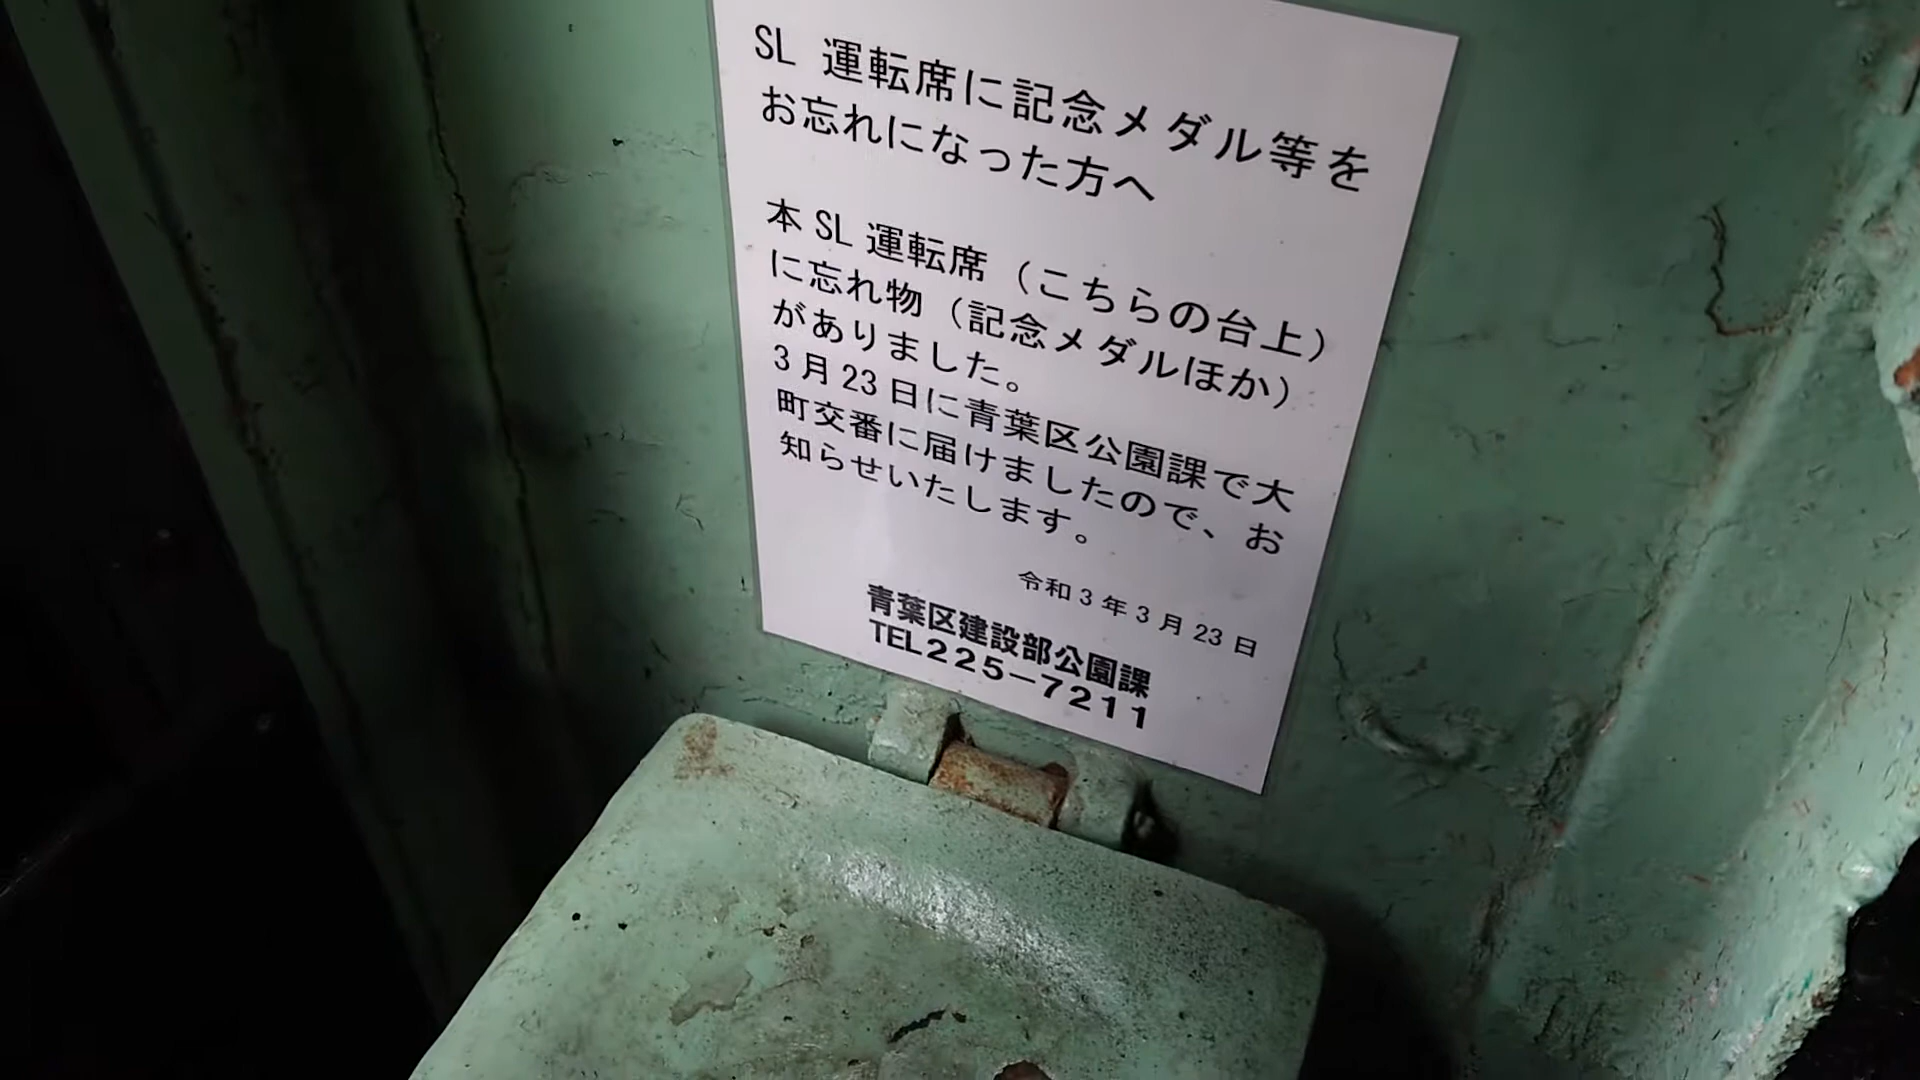 SL 運転席に記念メダル等を
お忘れになった方へ
本 SL 運転席（こちらの台上）
に忘れ物（記念メダルほか）
がありました。
3 月 23 日に青葉区公園課で大
町交番に届けましたので、お
知らせいたします。
令和 3 年 3 月 23 日
青葉区建設部公園課
TEL225−7211